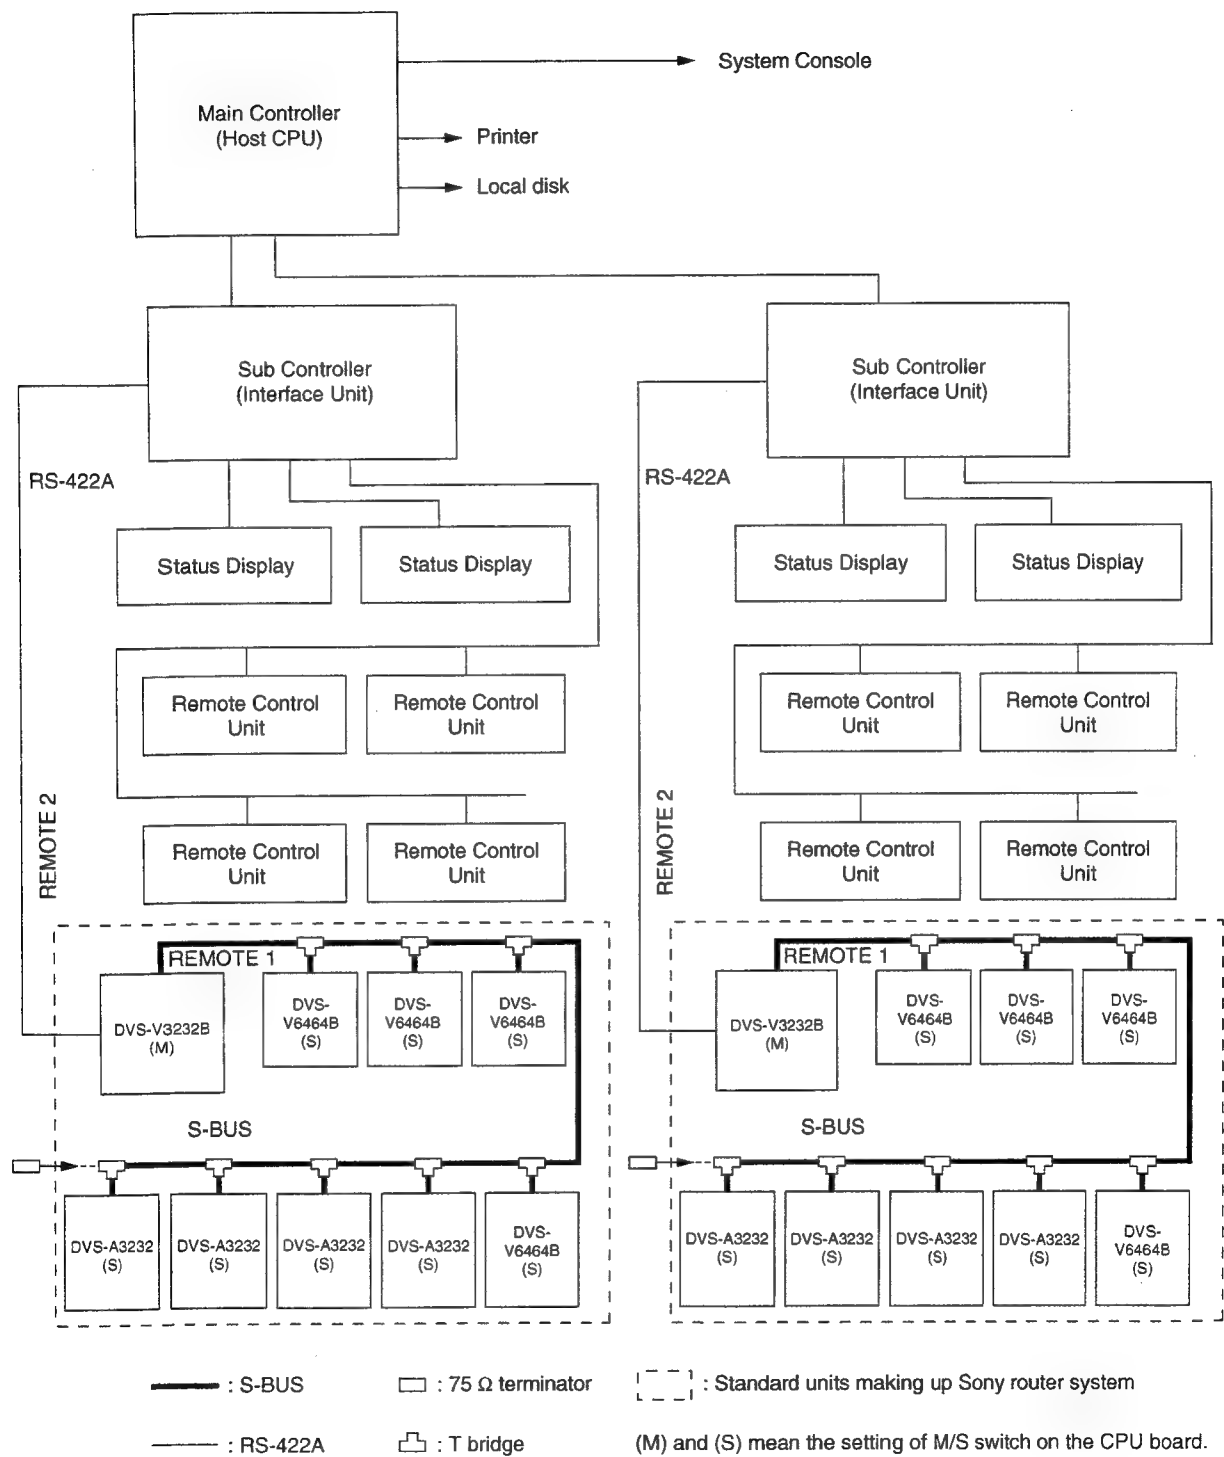 System Console
Main Controller
(Host CPU)
Printer
Local disk
Sub Controller
(Interface Unit)
Sub Controller
(Interface Unit)
RS-422A
RS-422A
Status Display
Status Display
Status Display
Status Display
Remote Control
Unit
Remote Control
Unit
Remote Control
Unit
Remote Control
Unit
REMOTE 2
REMOTE 2
Remote Control
Unit
Remote Control
Unit
Remote Control
Unit
Remote Control
Unit
REMOTE 1
DVS-V3232B
(M)
DVS-
V6464B
(S)
DVS-
V6464B
(S)
DVS-
V6464B
(S)
S-BUS
DVS-A3232
(S)
DVS-A3232
(S)
DVS-A3232
(S)
DVS-A3232
(S)
DVS-
V6464B
(S)
REMOTE 1
DVS-V3232B
(M)
DVS-
V6464B
(S)
DVS-
V6464B
(S)
DVS-
V6464B
(S)
S-BUS
DVS-A3232
(S)
DVS-A3232
(S)
DVS-A3232
(S)
DVS-A3232
(S)
DVS-
V6464B
(S)
: S-BUS
: 75 Ω terminator
: Standard units making up Sony router system
: RS-422A
: T bridge
(M) and (S) mean the setting of M/S switch on the CPU board.